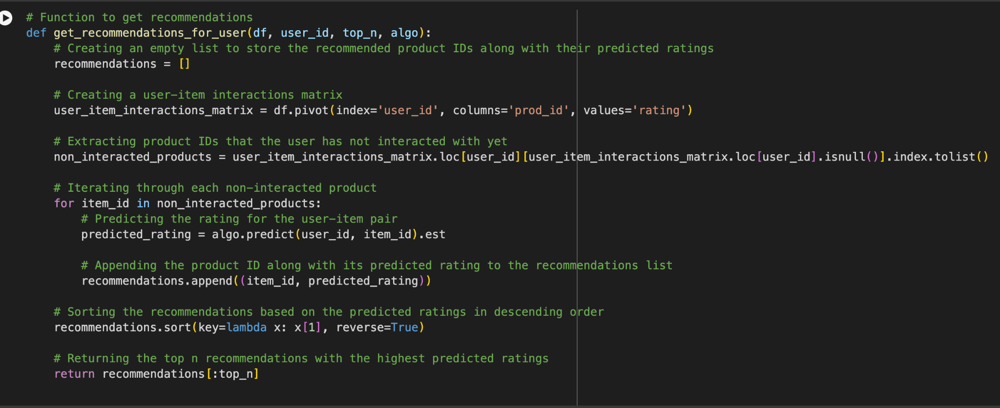 # Function to get recommendations
def get_recommendations_for_user(df, user_id, top_n, algo):
    # Creating an empty list to store the recommended product IDs along with their predicted ratings
    recommendations = []

    # Creating a user-item interactions matrix
    user_item_interactions_matrix = df.pivot(index='user_id', columns='prod_id', values='rating')

    # Extracting product IDs that the user has not interacted with yet
    non_interacted_products = user_item_interactions_matrix.loc[user_id][user_item_interactions_matrix.loc[user_id].isnull()].index.tolist()

    # Iterating through each non-interacted product
    for item_id in non_interacted_products:
        # Predicting the rating for the user-item pair
        predicted_rating = algo.predict(user_id, item_id).est

        # Appending the product ID along with its predicted rating to the recommendations list
        recommendations.append((item_id, predicted_rating))

    # Sorting the recommendations based on the predicted ratings in descending order
    recommendations.sort(key=lambda x: x[1], reverse=True)

    # Returning the top n recommendations with the highest predicted ratings
    return recommendations[:top_n]